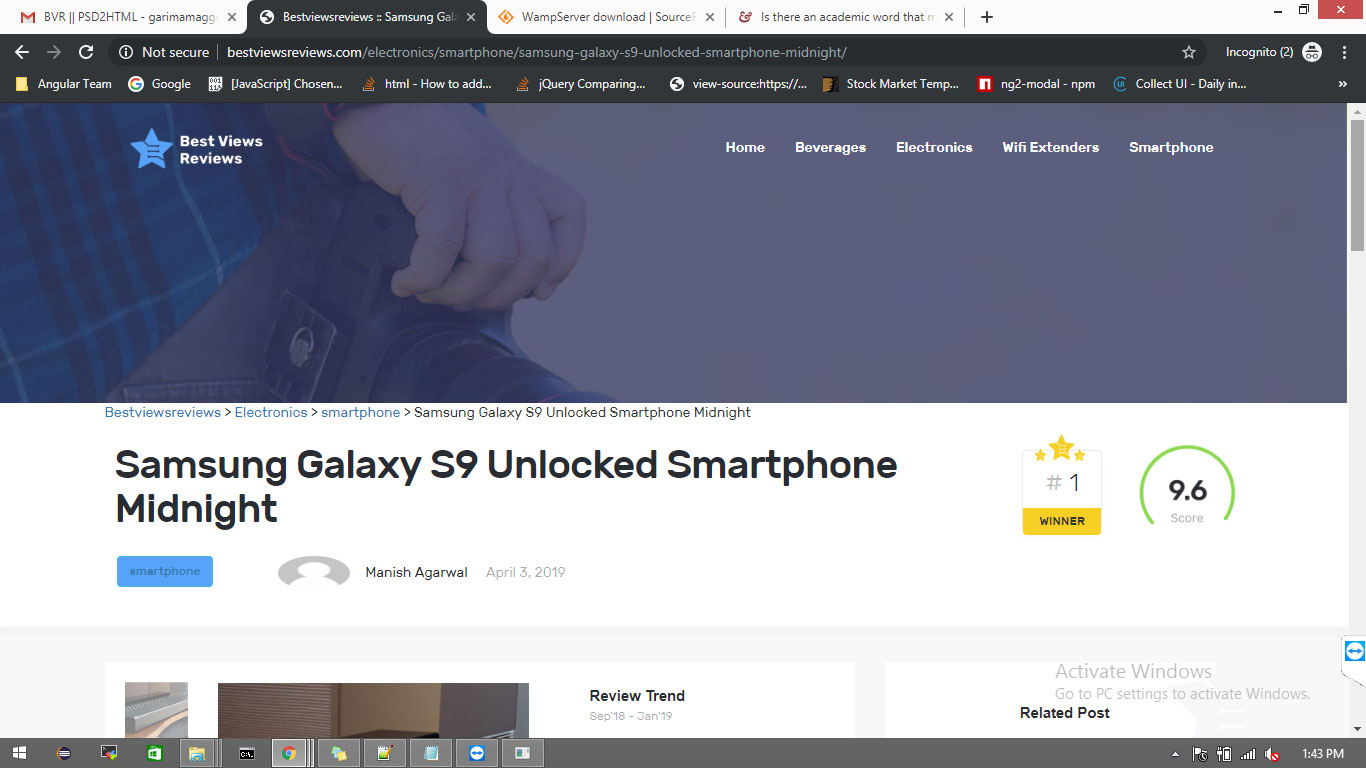 BVR || PSD2HTML - garimamagg
Bestviewsreviews :: Samsung Gala
WampServer download | SourceF
Is there an academic word that m
Not secure
bestviewsreviews.com/electronics/smartphone/samsung-galaxy-s9-unlocked-smartphone-midnight/
Incognito (2)
Angular Team
Google
[JavaScript] Chosen...
html - How to add...
jQuery Comparing...
view-source:https://...
Stock Market Temp...
ng2-modal - npm
Collect UI - Daily in...
»
Best Views
Reviews
Home
Beverages
Electronics
Wifi Extenders
Smartphone
Bestviewsreviews > Electronics > smartphone > Samsung Galaxy S9 Unlocked Smartphone Midnight
Samsung Galaxy S9 Unlocked Smartphone
Midnight
# 1
WINNER
9.6
Score
smartphone
Manish Agarwal
April 3, 2019
Review Trend
Sep'18 - Jan'19
Activate Windows
Go to PC settings to activate Windows.
Related Post
1:43 PM